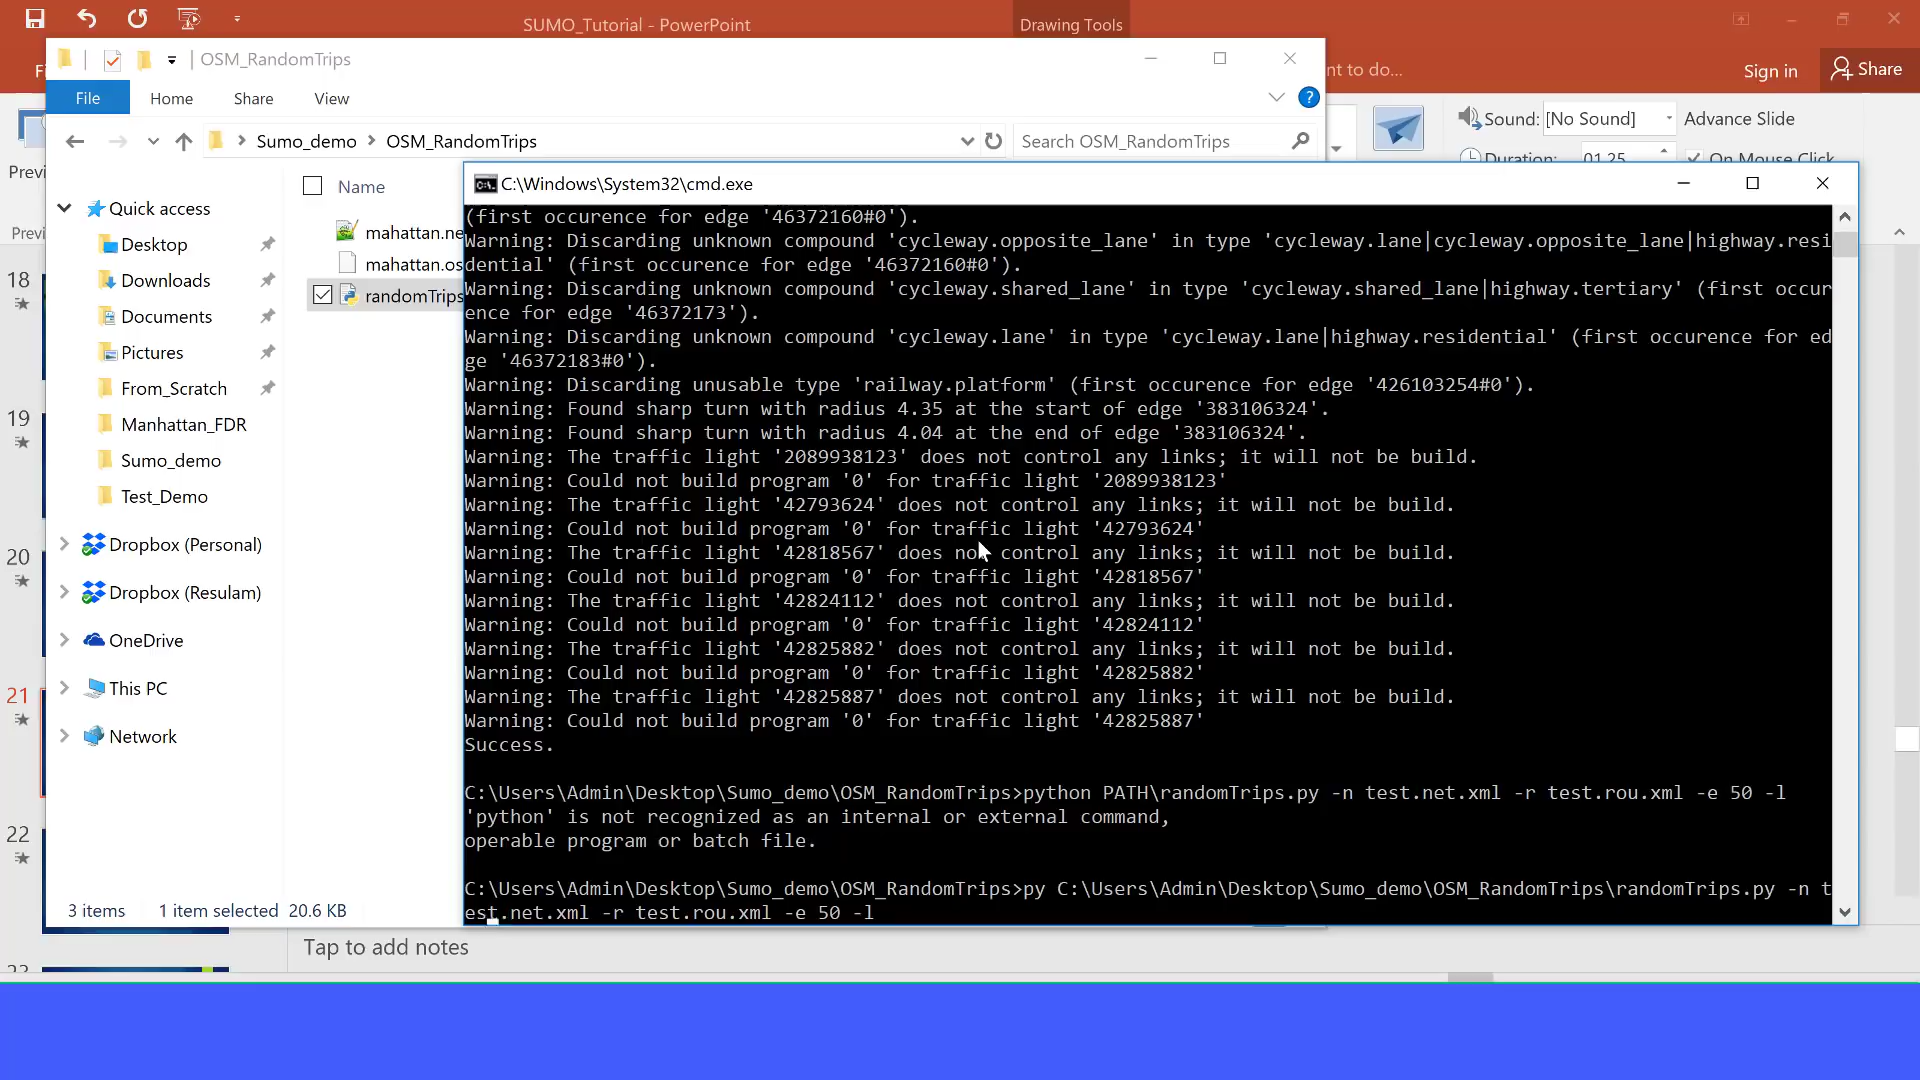 SUMO_Tutorial - PowerPoint
Drawing Tools
OSM_RandomTrips
nt to do...
Sign in
Share
File
Home
Share
View
?
Sound:
[No Sound]
Advance Slide
Sumo_demo
OSM_RandomTrips
Search OSM_RandomTrips
Duration:
01.25
On Mouse Click
Previ
Previ
Name
Quick access
Desktop
Downloads
Documents
Pictures
From_Scratch
Manhattan_FDR
Sumo_demo
Test_Demo
Dropbox (Personal)
Dropbox (Resulam)
OneDrive
This PC
Network
mahattan.ne
mahattan.os
randomTrips
3 items
1 item selected
20.6 KB
18
19
20
21
22
23
C:\Windows\System32\cmd.exe
(first occurence for edge '46372160#0').
Warning: Discarding unknown compound 'cycleway.opposite_lane' in type 'cycleway.lane|cycleway.opposite_lane|highway.resi
dential' (first occurence for edge '46372160#0').
Warning: Discarding unknown compound 'cycleway.shared_lane' in type 'cycleway.shared_lane|highway.tertiary' (first occur
ence for edge '46372173').
Warning: Discarding unknown compound 'cycleway.lane' in type 'cycleway.lane|highway.residential' (first occurence for ed
ge '46372183#0').
Warning: Discarding unusable type 'railway.platform' (first occurence for edge '426103254#0').
Warning: Found sharp turn with radius 4.35 at the start of edge '383106324'.
Warning: Found sharp turn with radius 4.04 at the end of edge '383106324'.
Warning: The traffic light '2089938123' does not control any links; it will not be build.
Warning: Could not build program '0' for traffic light '2089938123'
Warning: The traffic light '42793624' does not control any links; it will not be build.
Warning: Could not build program '0' for traffic light '42793624'
Warning: The traffic light '42818567' does not control any links; it will not be build.
Warning: Could not build program '0' for traffic light '42818567'
Warning: The traffic light '42824112' does not control any links; it will not be build.
Warning: Could not build program '0' for traffic light '42824112'
Warning: The traffic light '42825882' does not control any links; it will not be build.
Warning: Could not build program '0' for traffic light '42825882'
Warning: The traffic light '42825887' does not control any links; it will not be build.
Warning: Could not build program '0' for traffic light '42825887'
Success.
C:\Users\Admin\Desktop\Sumo_demo\OSM_RandomTrips>python PATH\randomTrips.py -n test.net.xml -r test.rou.xml -e 50 -l
'python' is not recognized as an internal or external command,
operable program or batch file.
C:\Users\Admin\Desktop\Sumo_demo\OSM_RandomTrips>py C:\Users\Admin\Desktop\Sumo_demo\OSM_RandomTrips\randomTrips.py -n t
est.net.xml -r test.rou.xml -e 50 -l
Tap to add notes